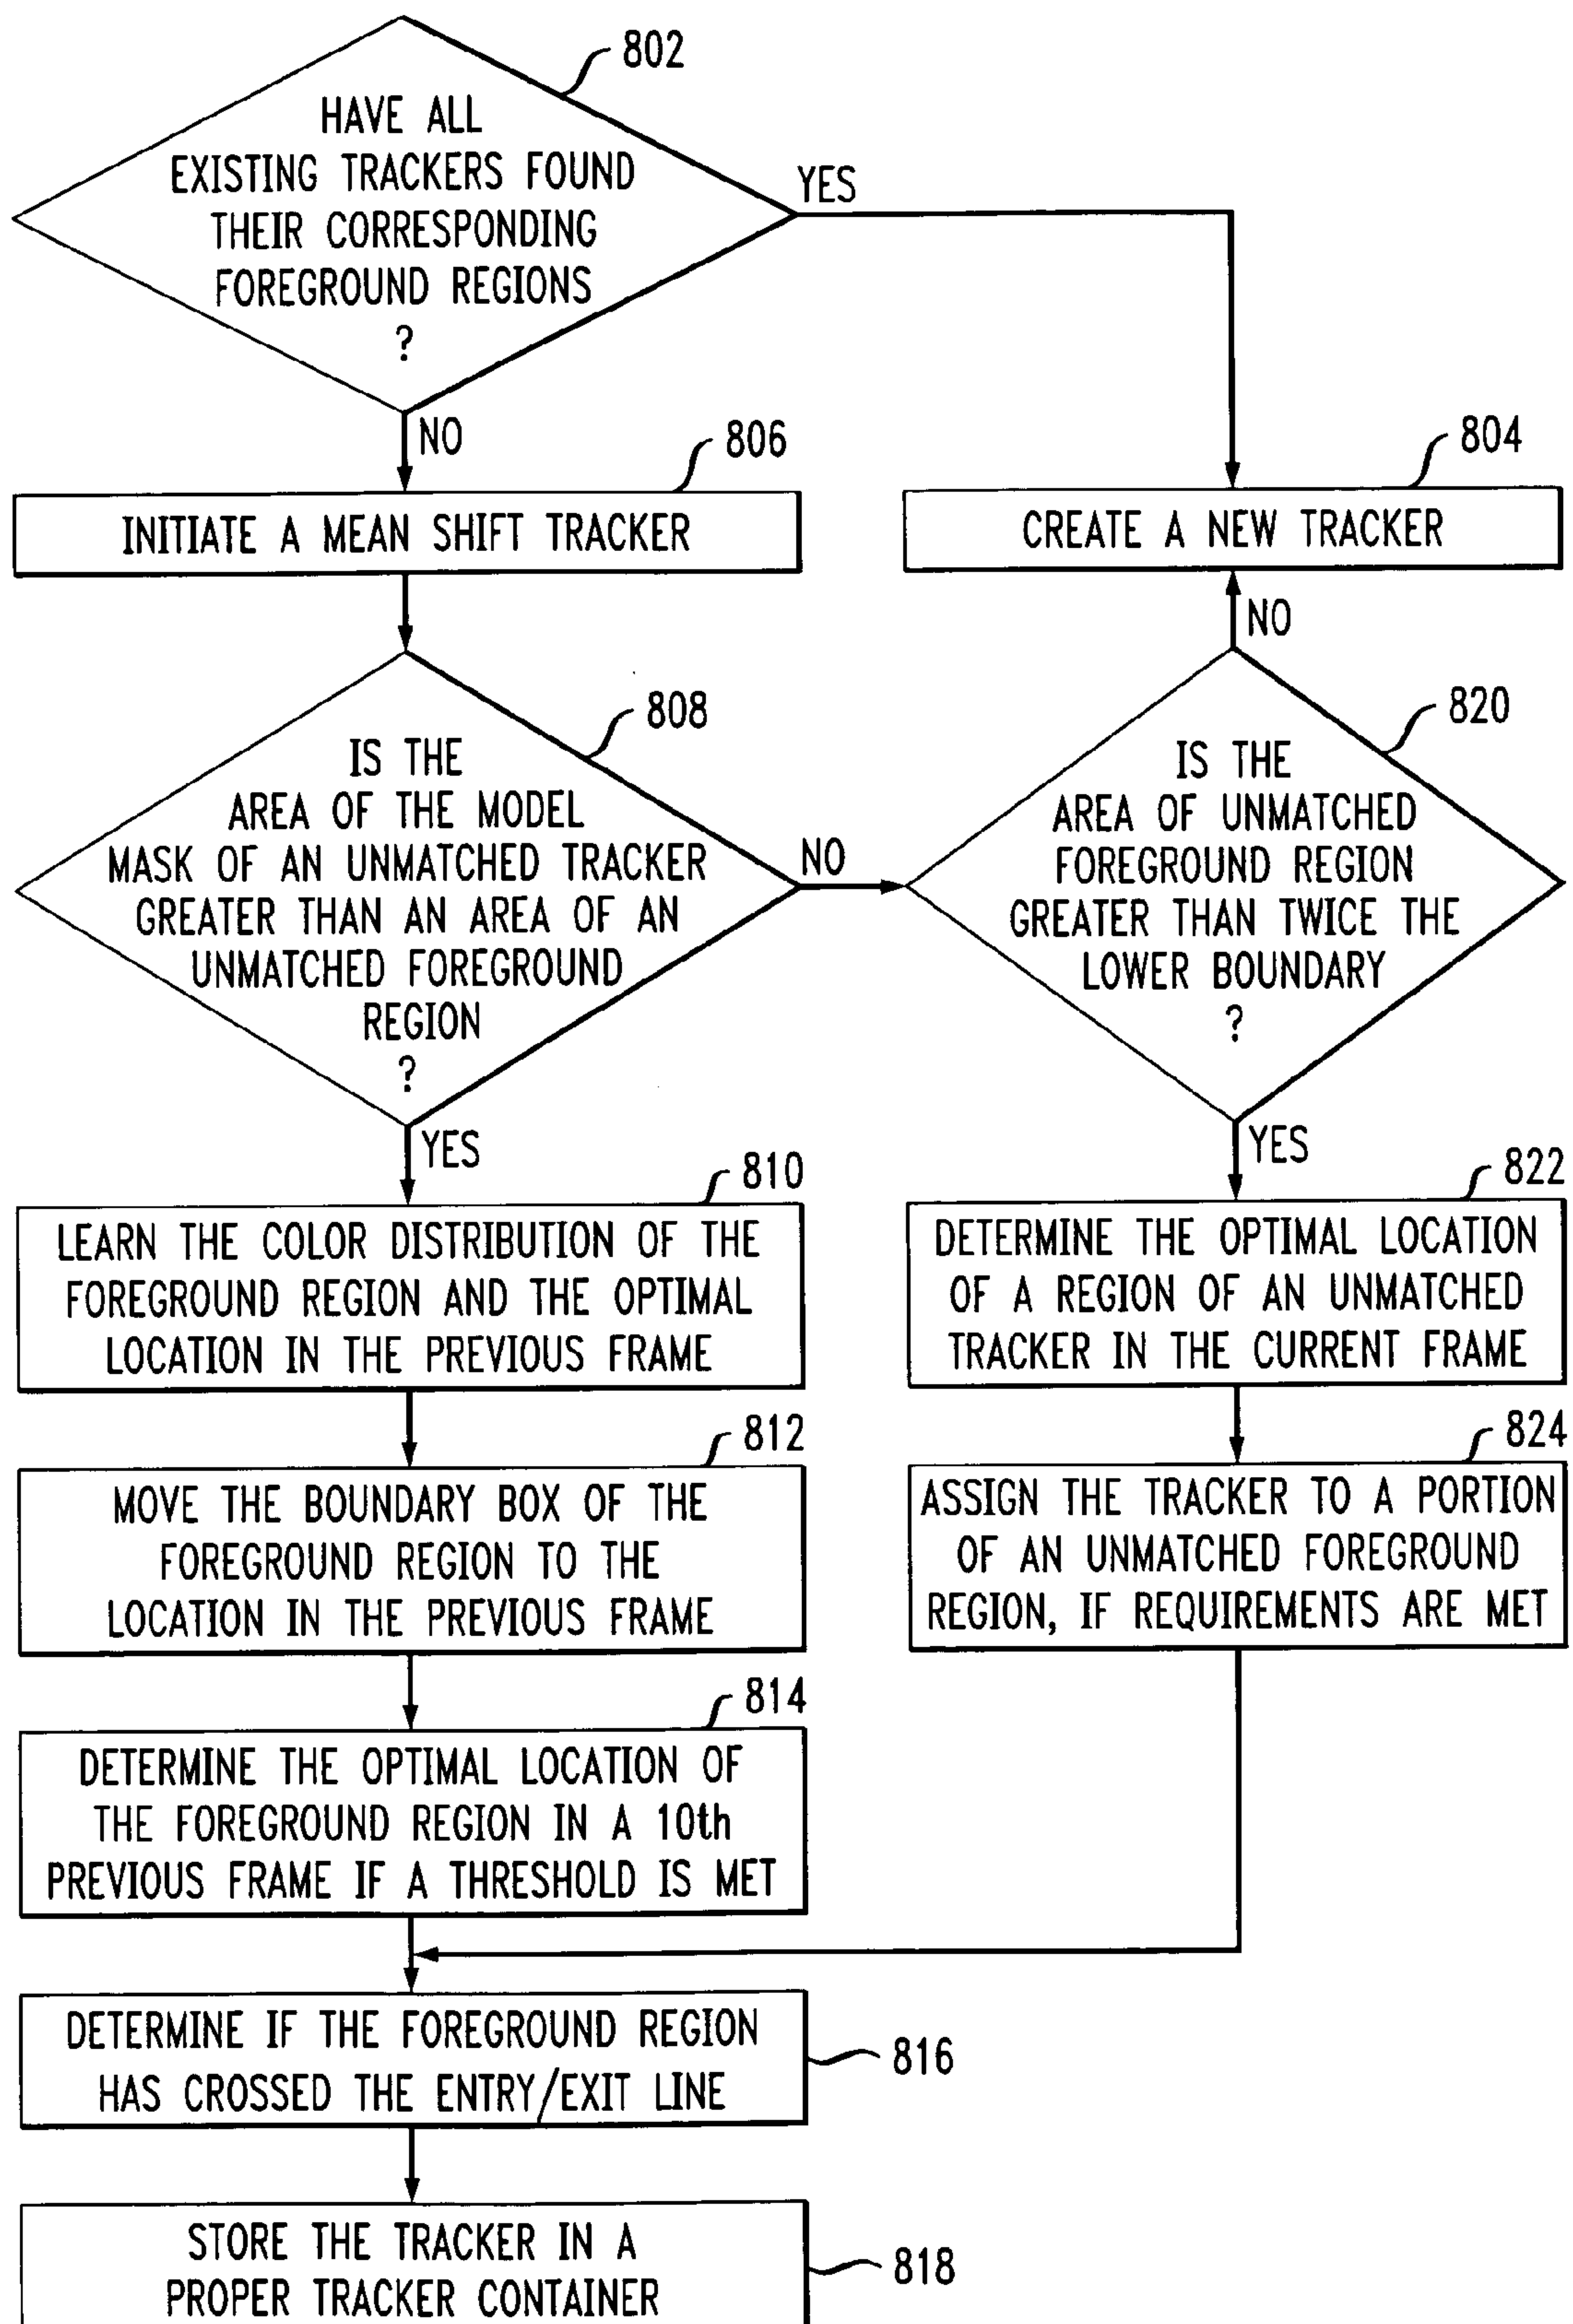 802
HAVE ALL
EXISTING TRACKERS FOUND
THEIR CORRESPONDING
FOREGROUND REGIONS
?
YES
NO
806
INITIATE A MEAN SHIFT TRACKER
804
CREATE A NEW TRACKER
NO
808
IS THE
AREA OF THE MODEL
MASK OF AN UNMATCHED TRACKER
GREATER THAN AN AREA OF AN
UNMATCHED FOREGROUND
REGION
?
NO
YES
820
IS THE
AREA OF UNMATCHED
FOREGROUND REGION
GREATER THAN TWICE THE
LOWER BOUNDARY
?
YES
810
LEARN THE COLOR DISTRIBUTION OF THE
FOREGROUND REGION AND THE OPTIMAL
LOCATION IN THE PREVIOUS FRAME
822
DETERMINE THE OPTIMAL LOCATION
OF A REGION OF AN UNMATCHED
TRACKER IN THE CURRENT FRAME
812
MOVE THE BOUNDARY BOX OF THE
FOREGROUND REGION TO THE
LOCATION IN THE PREVIOUS FRAME
824
ASSIGN THE TRACKER TO A PORTION
OF AN UNMATCHED FOREGROUND
REGION, IF REQUIREMENTS ARE MET
814
DETERMINE THE OPTIMAL LOCATION OF
THE FOREGROUND REGION IN A 10th
PREVIOUS FRAME IF A THRESHOLD IS MET
DETERMINE IF THE FOREGROUND REGION
HAS CROSSED THE ENTRY/EXIT LINE
816
STORE THE TRACKER IN A
PROPER TRACKER CONTAINER
818